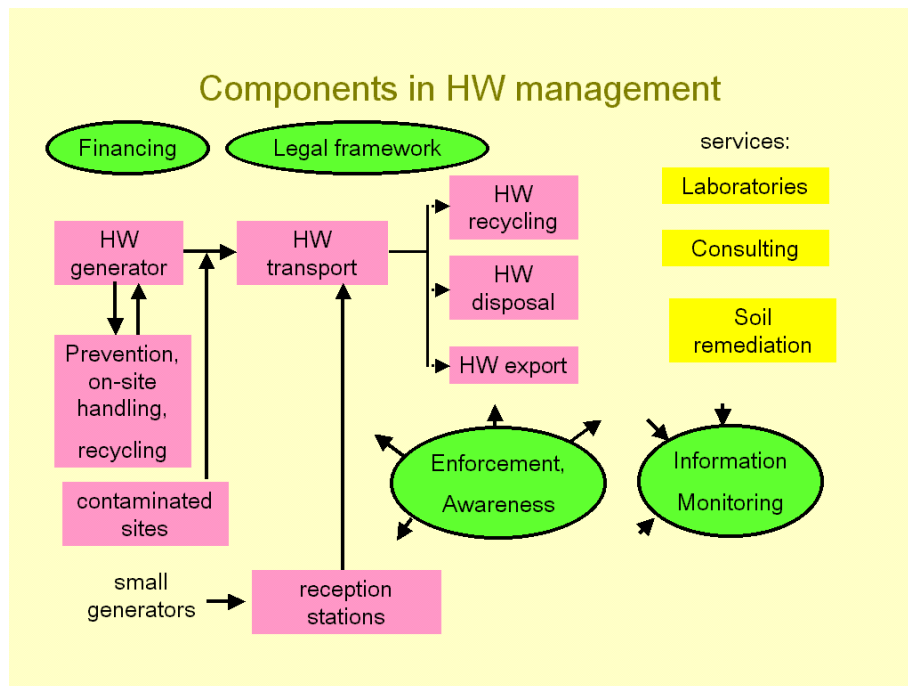 Components in HW management
Financing
Legal framework
services:
Laboratories
Consulting
Soil
remediation
HW
generator
HW
transport
HW
recycling
HW
disposal
HW export
Prevention,
on-site
handling,
recycling
contaminated
sites
small
generators
reception
stations
Enforcement,
Awareness
Information
Monitoring